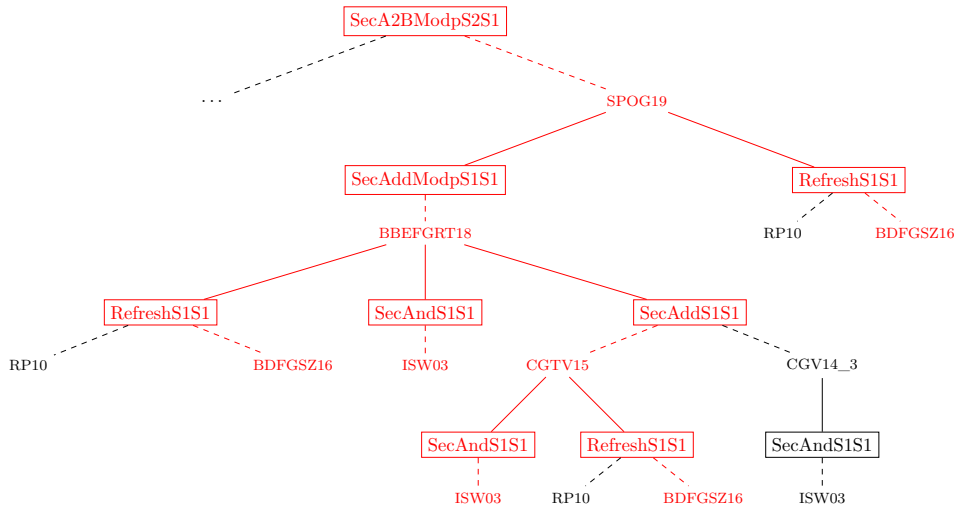 SecA2BModpS2S1
...
SPOG19
SecAddModpS1S1
RefreshS1S1
BBEFGRT18
RP10
BDFGSZ16
RefreshS1S1
SecAndS1S1
SecAddS1S1
RP10
BDFGSZ16
ISW03
CGTV15
CGV14_3
SecAndS1S1
RefreshS1S1
SecAndS1S1
ISW03
RP10
BDFGSZ16
ISW03